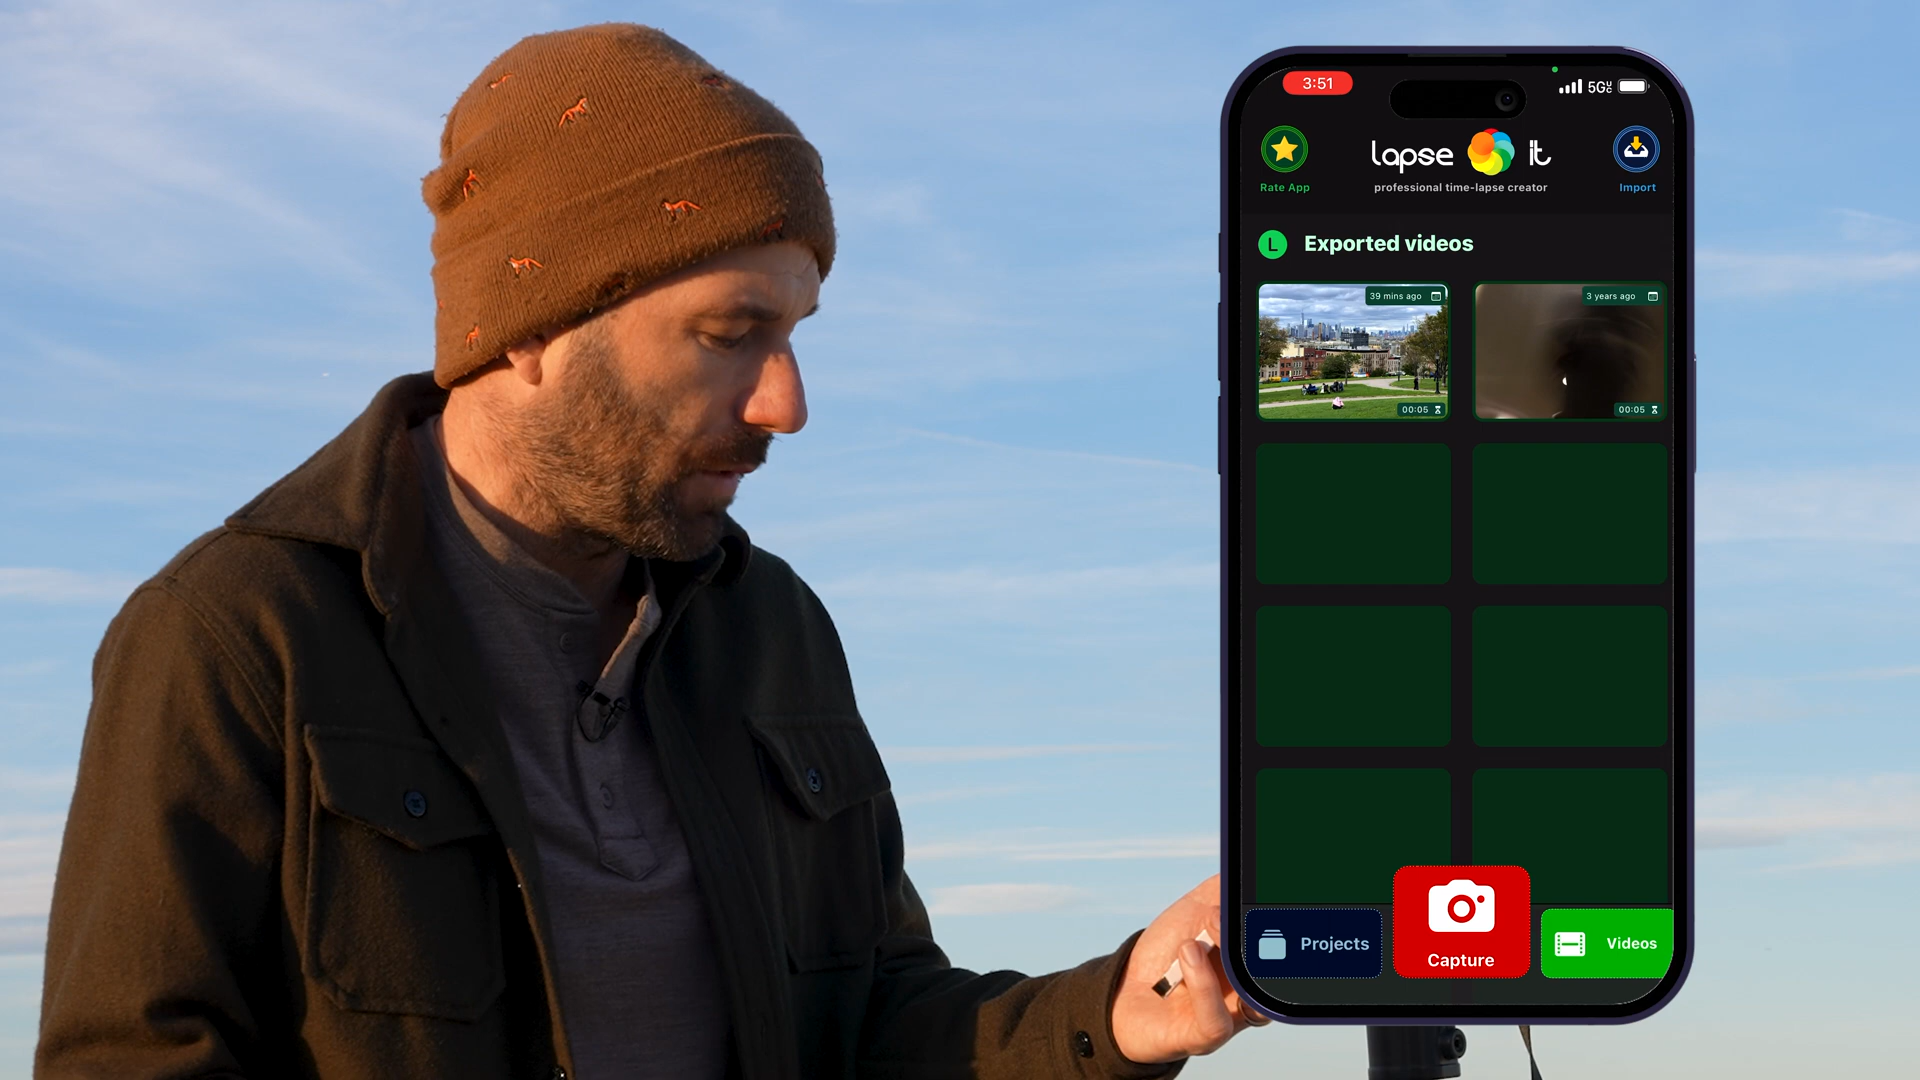 3:51
5G
lapse it
professional time-lapse creator
Rate App
Import
L
Exported videos
39 mins ago
3 years ago
00:05
00:05
Projects
Capture
Videos